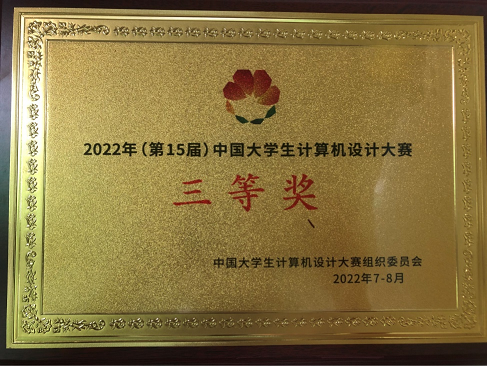 2022年(第15届)中国大学生计算机设计大赛
三等奖
中国大学生计算机设计大赛组织委员会
2022年7-8月